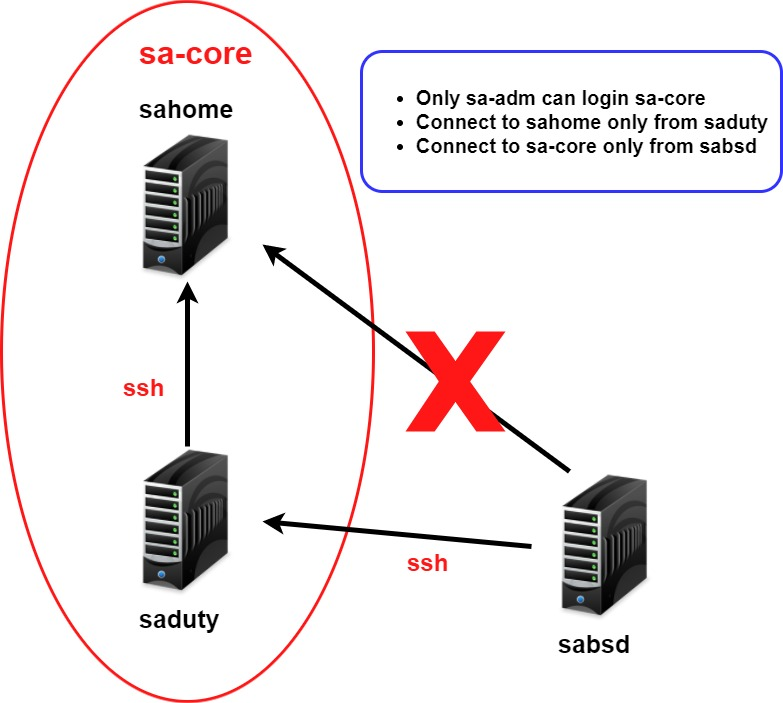 sa-core
sahome
• Only sa-adm can login sa-core
• Connect to sahome only from saduty
• Connect to sa-core only from sabsd
X
ssh
ssh
saduty
sabsd